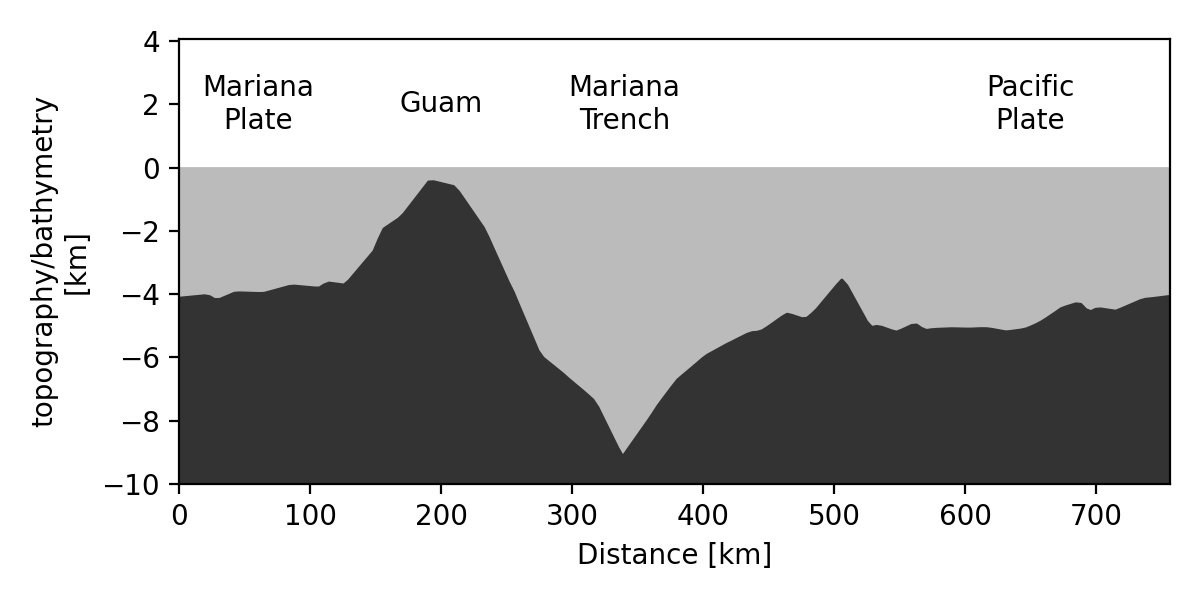 4
2
0
−2
−4
−6
−8
−10
topography/bathymetry
[km]
Mariana
Plate
Guam
Mariana
Trench
Pacific
Plate
0 100 200 300 400 500 600 700
Distance [km]